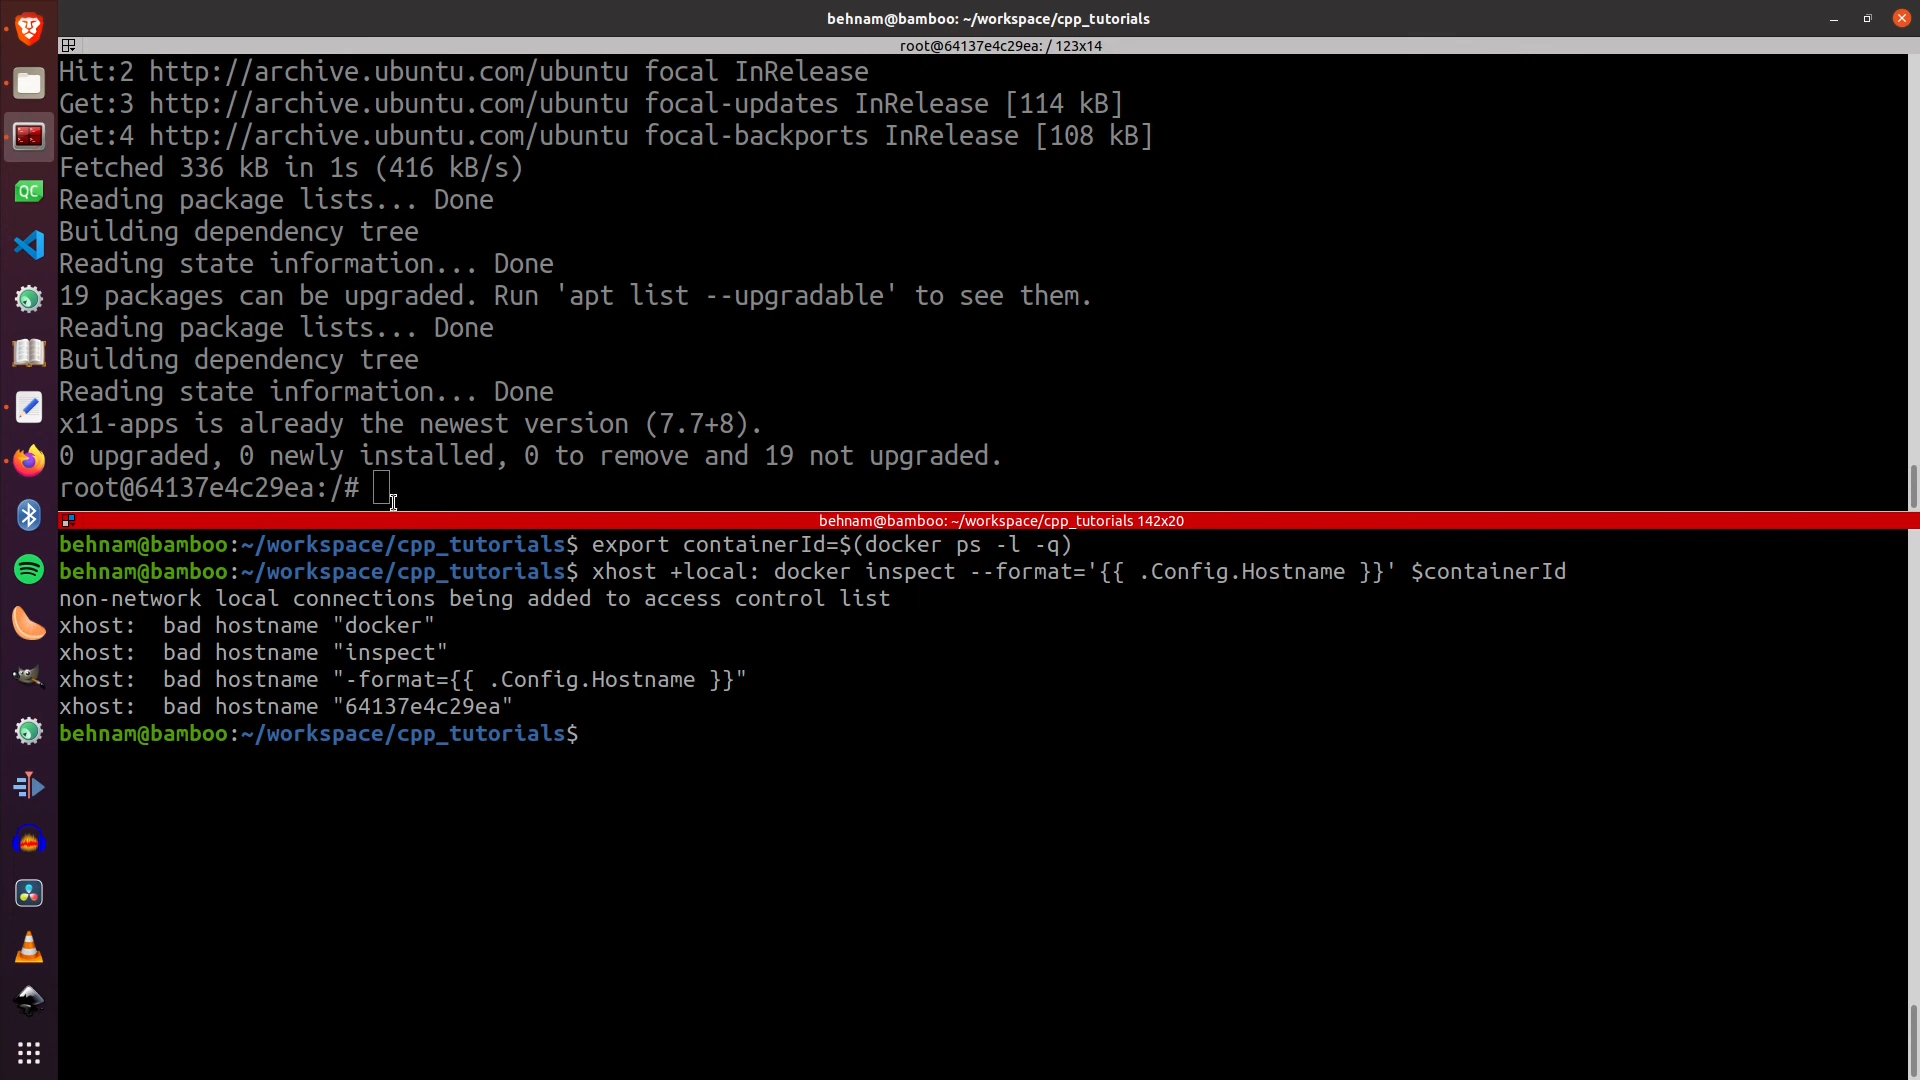 behnam@bamboo: ~/workspace/cpp_tutorials
root@64137e4c29ea: / 123x14
Hit:2 http://archive.ubuntu.com/ubuntu focal InRelease
Get:3 http://archive.ubuntu.com/ubuntu focal-updates InRelease [114 kB]
Get:4 http://archive.ubuntu.com/ubuntu focal-backports InRelease [108 kB]
Fetched 336 kB in 1s (416 kB/s)
Reading package lists... Done
Building dependency tree
Reading state information... Done
19 packages can be upgraded. Run 'apt list --upgradable' to see them.
Reading package lists... Done
Building dependency tree
Reading state information... Done
x11-apps is already the newest version (7.7+8).
0 upgraded, 0 newly installed, 0 to remove and 19 not upgraded.
root@64137e4c29ea:/#
behnam@bamboo: ~/workspace/cpp_tutorials 142x20
behnam@bamboo:~/workspace/cpp_tutorials$ export containerId=$(docker ps -l -q)
behnam@bamboo:~/workspace/cpp_tutorials$ xhost +local: docker inspect --format='{{ .Config.Hostname }}' $containerId
non-network local connections being added to access control list
xhost:  bad hostname "docker"
xhost:  bad hostname "inspect"
xhost:  bad hostname "-format={{ .Config.Hostname }}"
xhost:  bad hostname "64137e4c29ea"
behnam@bamboo:~/workspace/cpp_tutorials$
QC